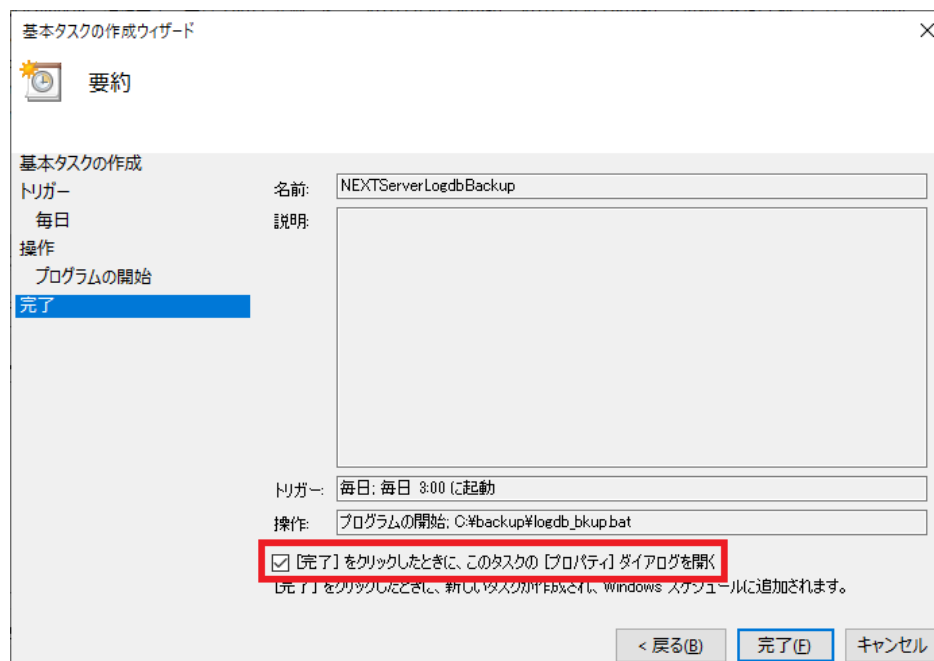 基本タスクの作成ウィザード
要約
基本タスクの作成
トリガー
毎日
操作
プログラムの開始
完了
名前: NEXTServerLogdbBackup
説明:
トリガー: 毎日; 毎日 3:00 に起動
操作: プログラムの開始; C:¥backup¥logdb_bkup.bat
[完了] をクリックしたときに、このタスクの [プロパティ] ダイアログを開く
[完了] をクリックしたときに、新しいタスクが作成され、Windows スケジュールに追加されます。
< 戻る(B) 完了(F) キャンセル